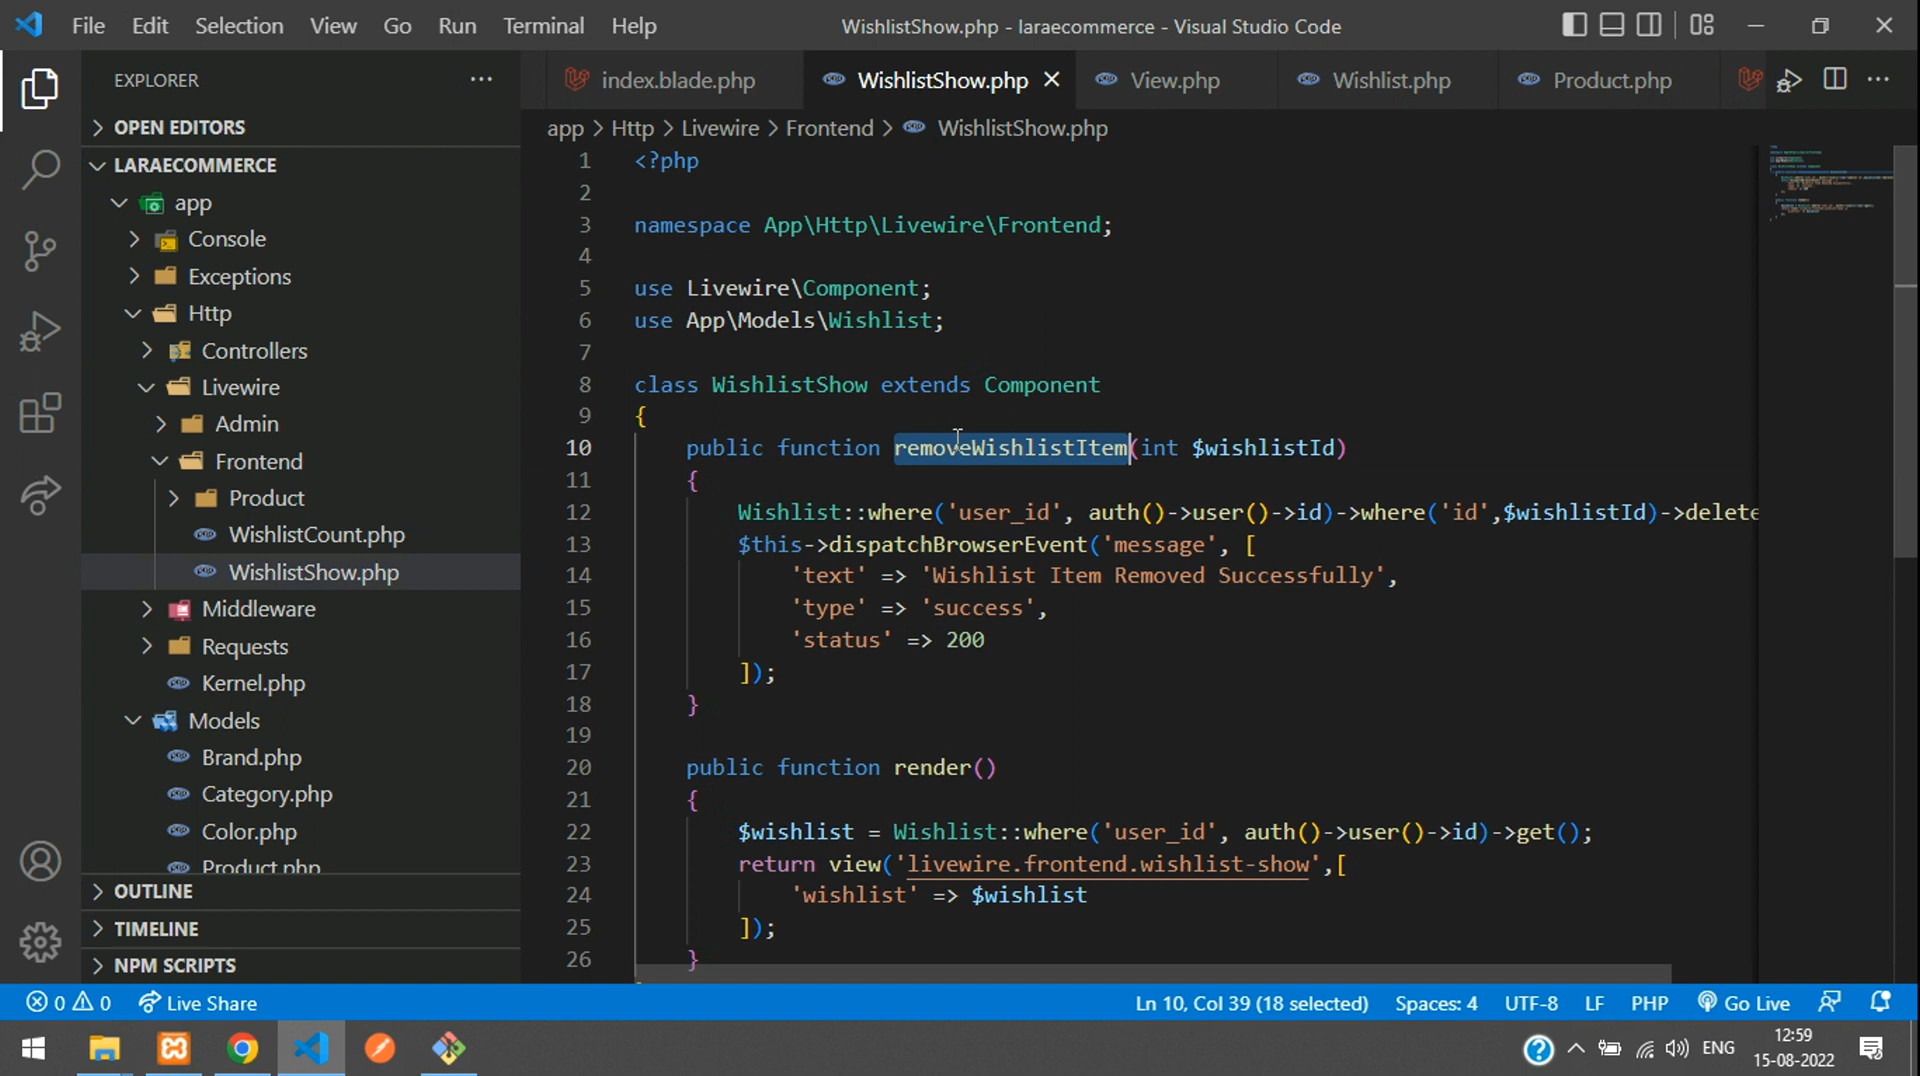 File Edit Selection View Go Run Terminal Help
WishlistShow.php - laraecommerce - Visual Studio Code
EXPLORER
OPEN EDITORS
LARAECOMMERCE
app
Console
Exceptions
Http
Controllers
Livewire
Admin
Frontend
Product
WishlistCount.php
WishlistShow.php
Middleware
Requests
Kernel.php
Models
Brand.php
Category.php
Color.php
Product.php
OUTLINE
TIMELINE
NPM SCRIPTS
index.blade.php WishlistShow.php View.php Wishlist.php Product.php
app > Http > Livewire > Frontend > WishlistShow.php
1 <?php
2
3 namespace App\Http\Livewire\Frontend;
4
5 use Livewire\Component;
6 use App\Models\Wishlist;
7
8 class WishlistShow extends Component
9 {
10 public function removeWishlistItem(int $wishlistId)
11 {
12 Wishlist::where('user_id', auth()->user()->id)->where('id',$wishlistId)->delete
13 $this->dispatchBrowserEvent('message', [
14 'text' => 'Wishlist Item Removed Successfully',
15 'type' => 'success',
16 'status' => 200
17 ]);
18 }
19
20 public function render()
21 {
22 $wishlist = Wishlist::where('user_id', auth()->user()->id)->get();
23 return view('livewire.frontend.wishlist-show',[
24 'wishlist' => $wishlist
25 ]);
26 }
0 0 Live Share
Ln 10, Col 39 (18 selected) Spaces: 4 UTF-8 LF PHP Go Live
ENG
12:59
15-08-2022